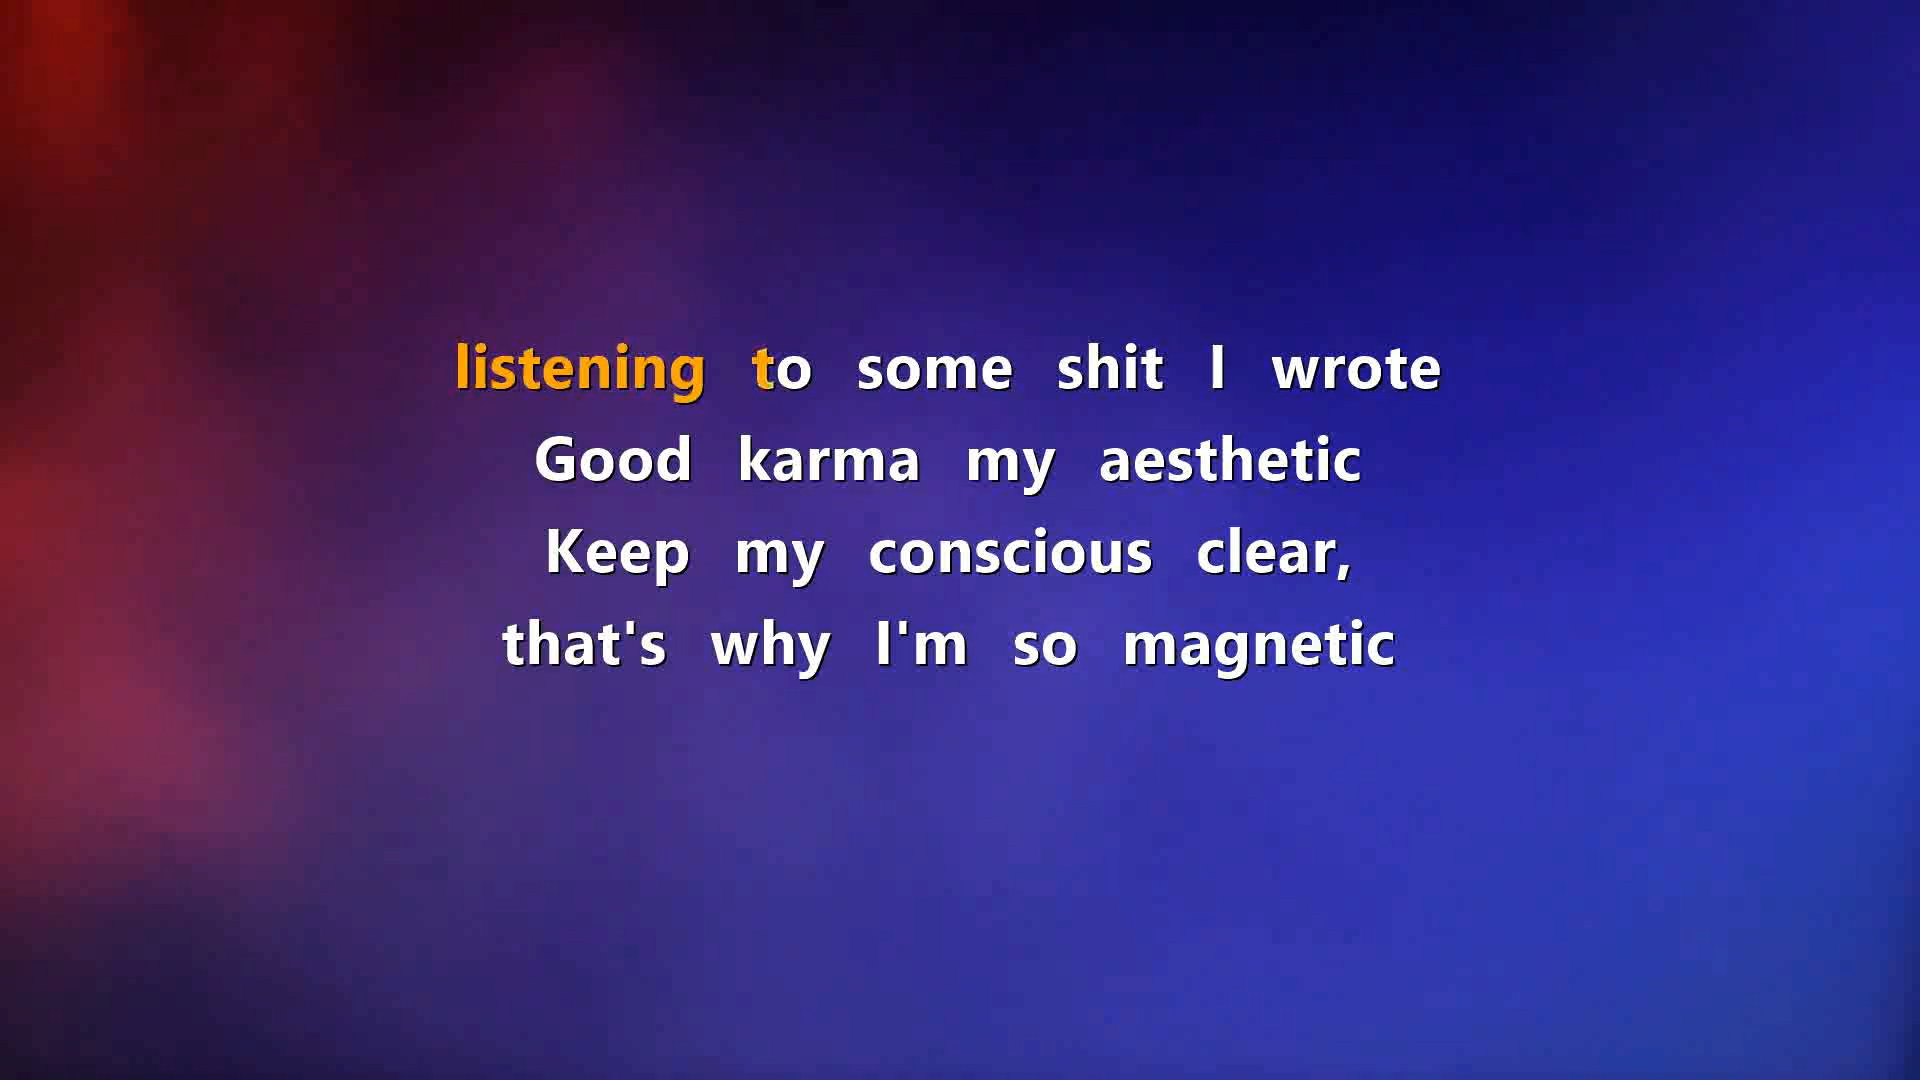 listening to some shit I wrote
Good karma my aesthetic
Keep my conscious clear,
that's why I'm so magnetic